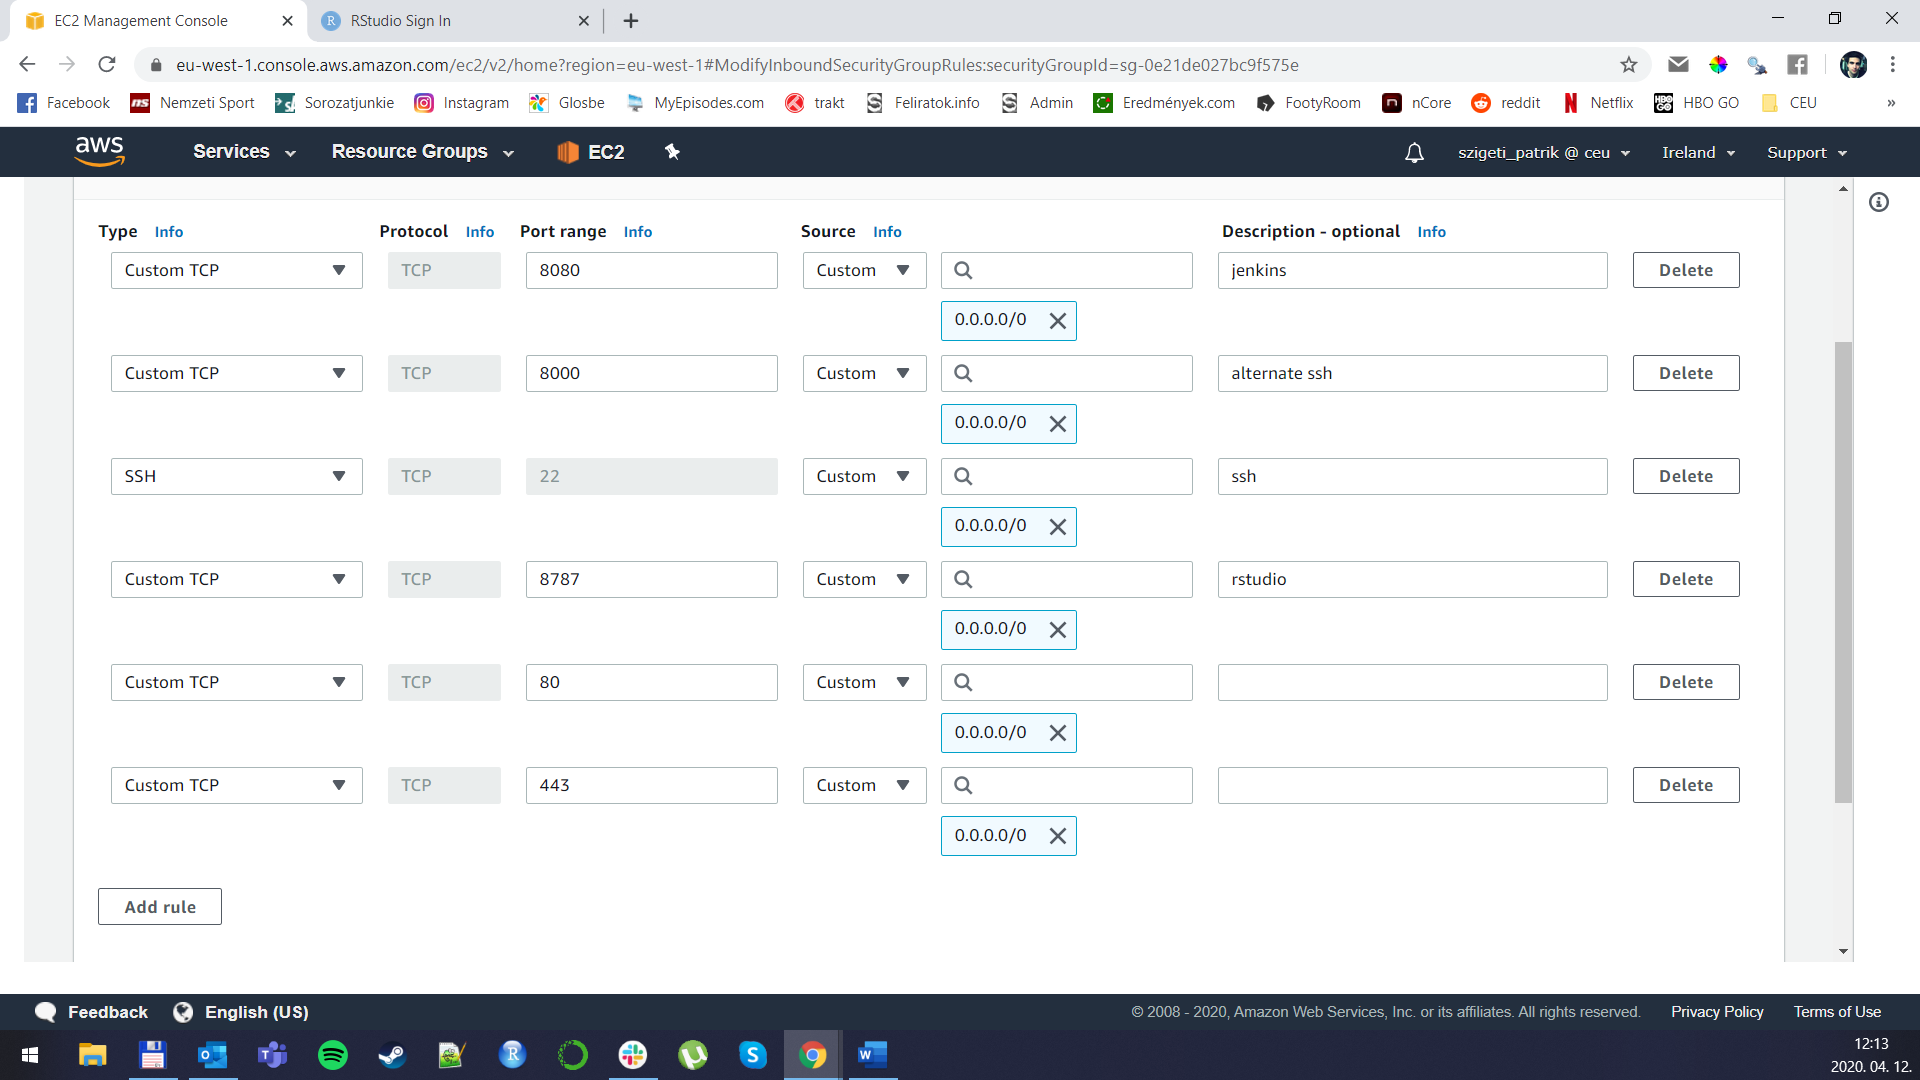 EC2 Management Console
RStudio Sign In
eu-west-1.console.aws.amazon.com/ec2/v2/home?region=eu-west-1#ModifyInboundSecurityGroupRules:securityGroupId=sg-0e21de027bc9f575e
Facebook ns Nemzeti Sport Sorozatjunkie Instagram Glosbe MyEpisodes.com trakt Feliratok.info Admin Eredmények.com FootyRoom nCore reddit Netflix HBO GO HBO GO CEU »
aws Services Resource Groups EC2 szigeti_patrik @ ceu Ireland Support
Type Info Protocol Info Port range Info Source Info Description - optional Info
Custom TCP TCP 8080 Custom jenkins Delete
0.0.0.0/0
Custom TCP TCP 8000 Custom alternate ssh Delete
0.0.0.0/0
SSH TCP 22 Custom ssh Delete
0.0.0.0/0
Custom TCP TCP 8787 Custom rstudio Delete
0.0.0.0/0
Custom TCP TCP 80 Custom Delete
0.0.0.0/0
Custom TCP TCP 443 Custom Delete
0.0.0.0/0
Add rule
Feedback English (US) © 2008 - 2020, Amazon Web Services, Inc. or its affiliates. All rights reserved. Privacy Policy Terms of Use
12:13
2020. 04. 12.